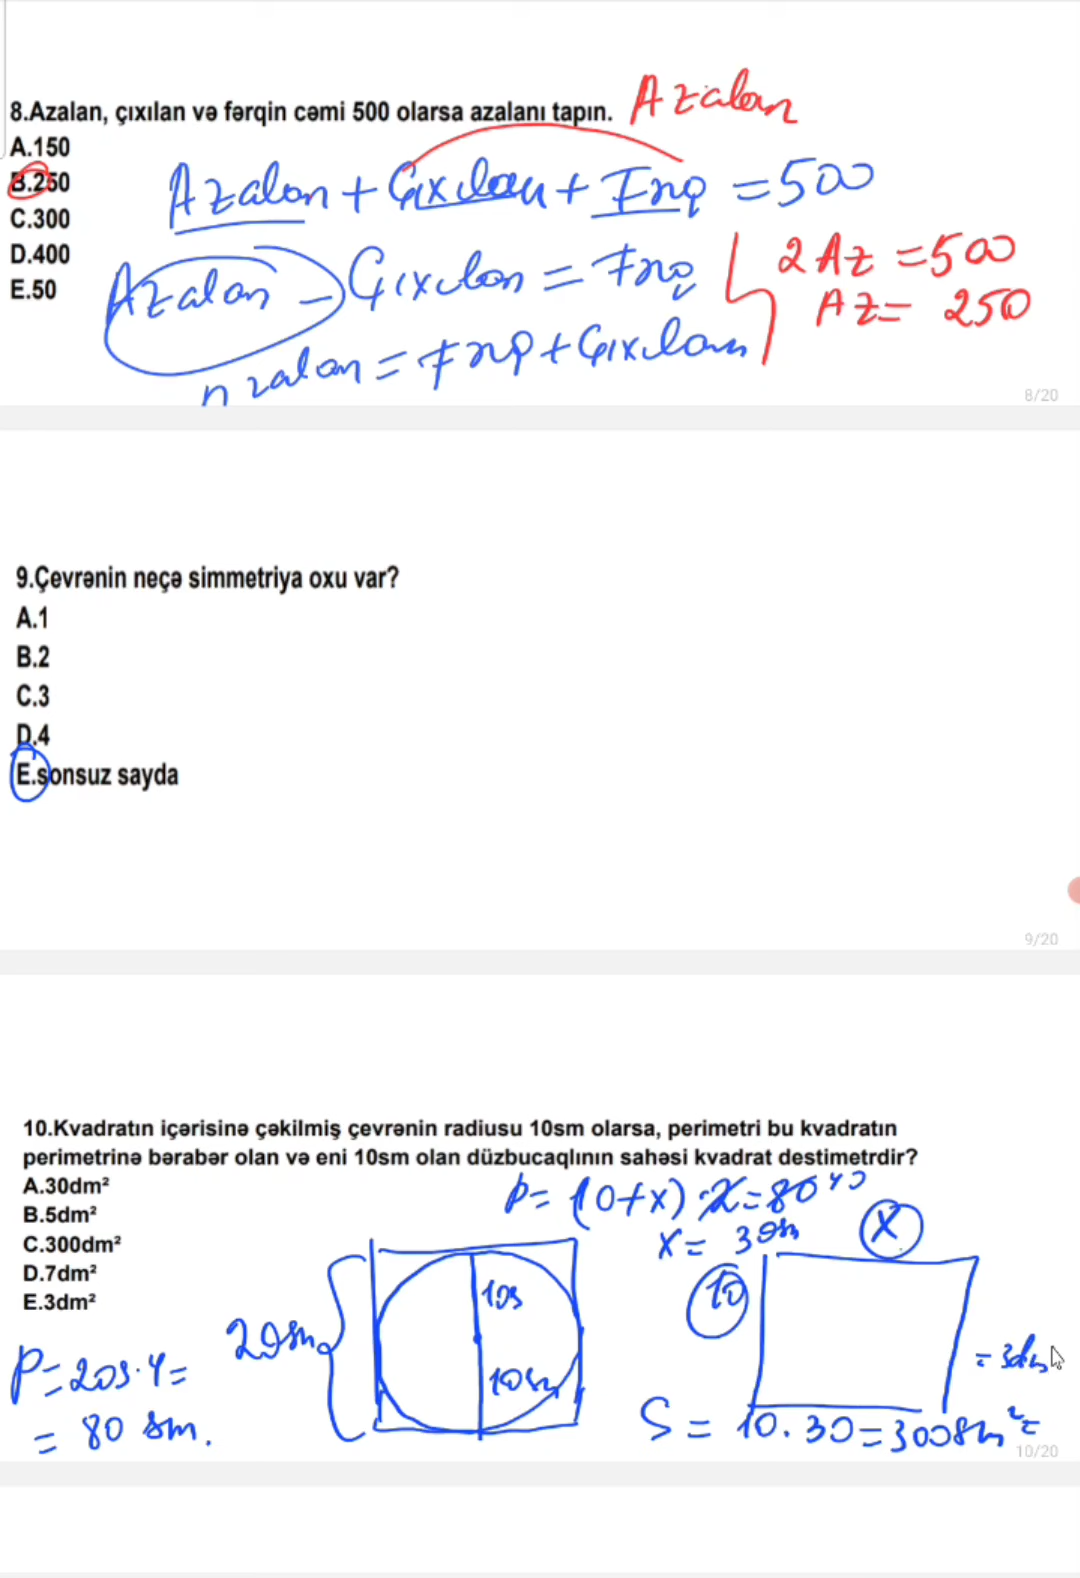 8.Azalan, çıxılan və fərqin cəmi 500 olarsa azalanı tapın. Azalan
A.150
B.250
C.300
D.400
E.50
Azalan + Çıxılan + Fərq = 500
Azalan - Çıxılan = Fərq
2 Az = 500
Az = 250
azalan = Fərq + Çıxılan
8/20
9.Çevrənin neçə simmetriya oxu var?
A.1
B.2
C.3
D.4
E.sonsuz sayda
9/20
10.Kvadratın içərisinə çəkilmiş çevrənin radiusu 10sm olarsa, perimetri bu kvadratın
perimetrinə bərabər olan və eni 10sm olan düzbucaqlının sahəsi kvadrat destimetrdir?
A.30dm²
B.5dm²
C.300dm²
D.7dm²
E.3dm²
P = (10+x) · 2 = 80 40
x = 30sm
X
10
10s
10sm
20sm
P = 20s · 4 =
= 80 sm.
S = 10 . 30 = 300sm² =
10/20